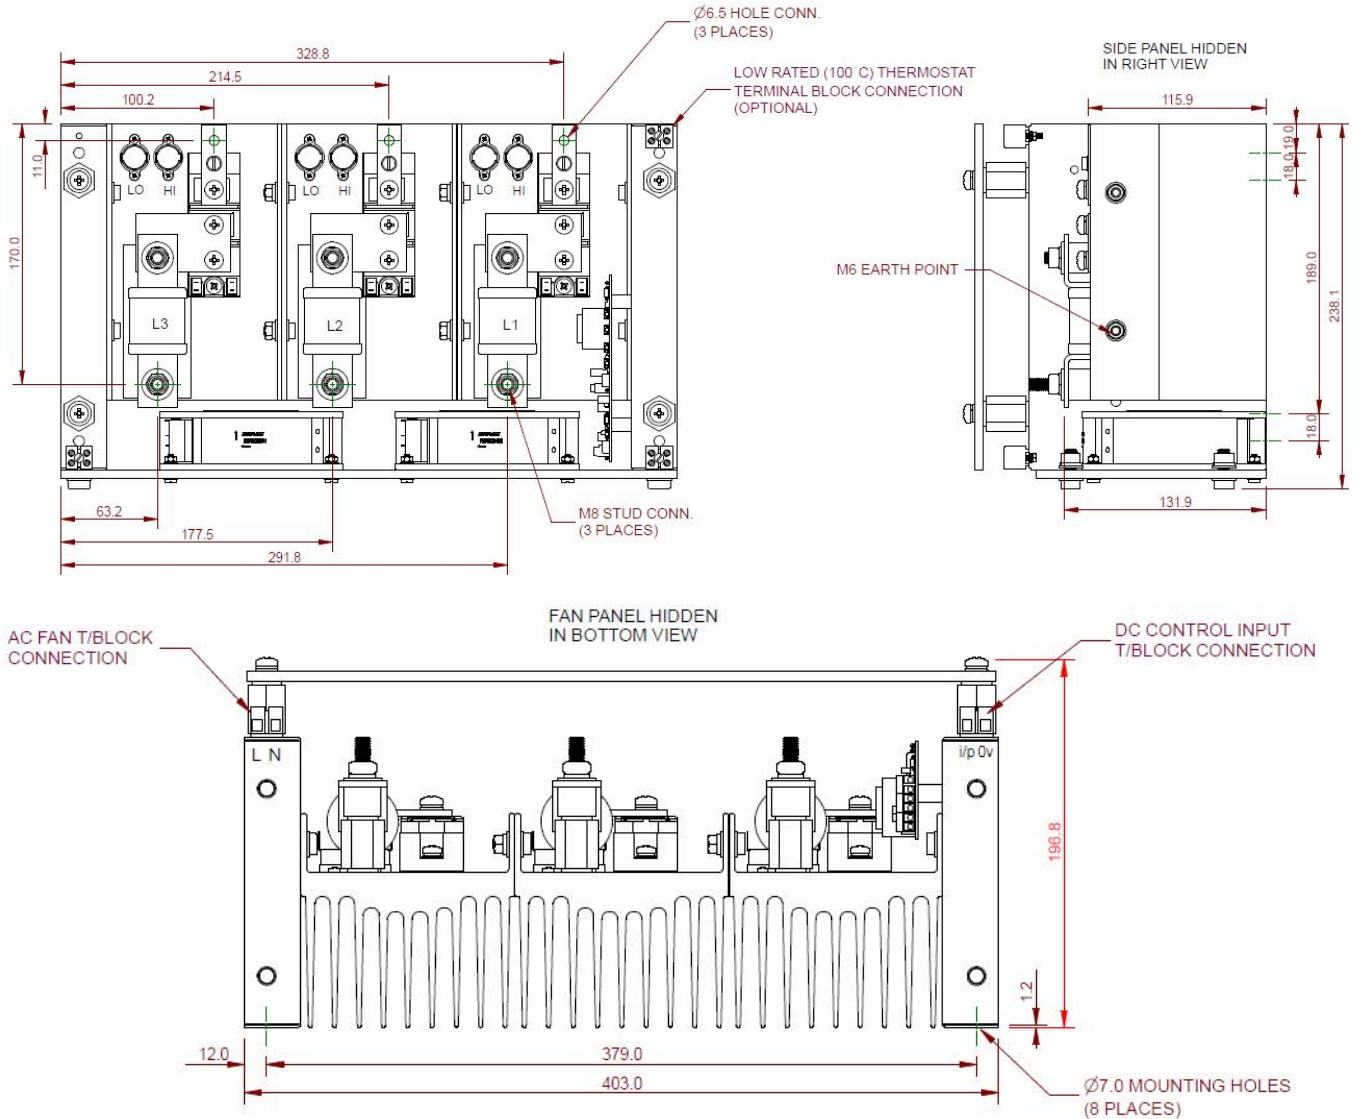 Ø6.5 HOLE CONN.
(3 PLACES)
328.8
214.5
100.2
LOW RATED (100°C) THERMOSTAT
TERMINAL BLOCK CONNECTION
(OPTIONAL)
SIDE PANEL HIDDEN
IN RIGHT VIEW
115.9
11.0
170.0
LO HI
LO HI
LO HI
L3
L2
L1
19.0
18.0
M6 EARTH POINT
189.0
238.1
18.0
131.9
1
1
63.2
177.5
291.8
M8 STUD CONN.
(3 PLACES)
FAN PANEL HIDDEN
IN BOTTOM VIEW
AC FAN T/BLOCK
CONNECTION
DC CONTROL INPUT
T/BLOCK CONNECTION
L N
i/p 0v
196.8
1.2
12.0
379.0
403.0
Ø7.0 MOUNTING HOLES
(8 PLACES)